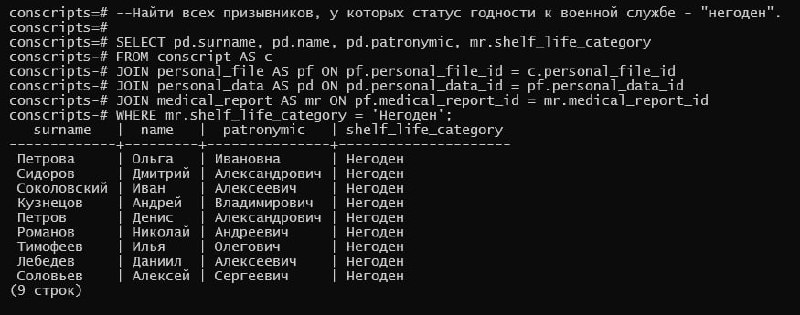 conscripts=# --Найти всех призывников, у которых статус годности к военной службе - "негоден".
conscripts=#
conscripts=# SELECT pd.surname, pd.name, pd.patronymic, mr.shelf_life_category
conscripts-# FROM conscript AS c
conscripts-# JOIN personal_file AS pf ON pf.personal_file_id = c.personal_file_id
conscripts-# JOIN personal_data AS pd ON pd.personal_data_id = pf.personal_data_id
conscripts-# JOIN medical_report AS mr ON pf.medical_report_id = mr.medical_report_id
conscripts-# WHERE mr.shelf_life_category = 'Негоден';
surname | name | patronymic | shelf_life_category
------------+---------+---------------+---------------------
Петрова | Ольга | Ивановна | Негоден
Сидоров | Дмитрий | Александрович | Негоден
Соколовский | Иван | Алексеевич | Негоден
Кузнецов | Андрей | Владимирович | Негоден
Петров | Денис | Александрович | Негоден
Романов | Николай | Андреевич | Негоден
Тимофеев | Илья | Олегович | Негоден
Лебедев | Даниил | Алексеевич | Негоден
Соловьев | Алексей | Сергеевич | Негоден
(9 строк)